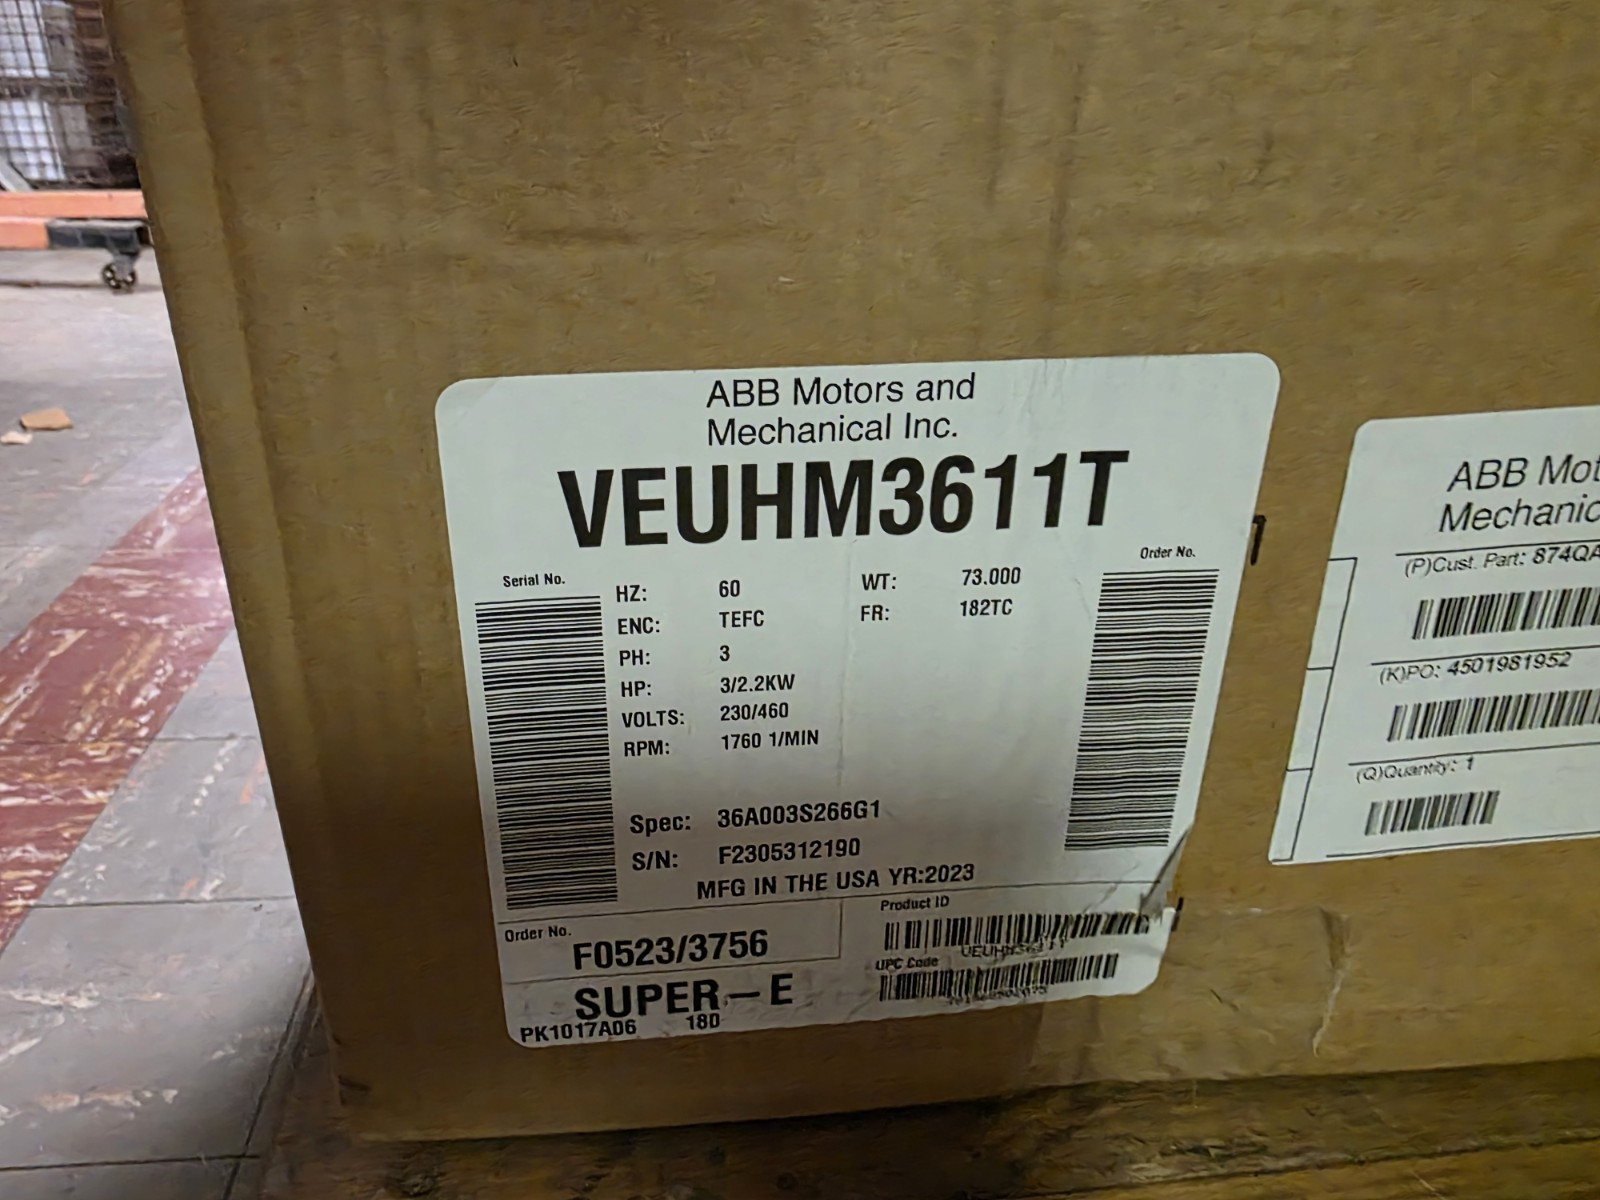 ABB Motors and
Mechanical Inc.
VEUHM3611T
Serial No.
Order No.
HZ: 60
WT: 73.000
ENC: TEFC
FR: 182TC
PH: 3
HP: 3/2.2KW
VOLTS: 230/460
RPM: 1760 1/MIN
Spec: 36A003S266G1
S/N: F2305312190
MFG IN THE USA YR:2023
Order No.
F0523/3756
Product ID
UPC Code
SUPER-E
PK1017A06 180
ABB Mot
Mechanic
(P)Cust. Part: 874QA
(K)PO: 4501981952
(Q)Quantity: 1